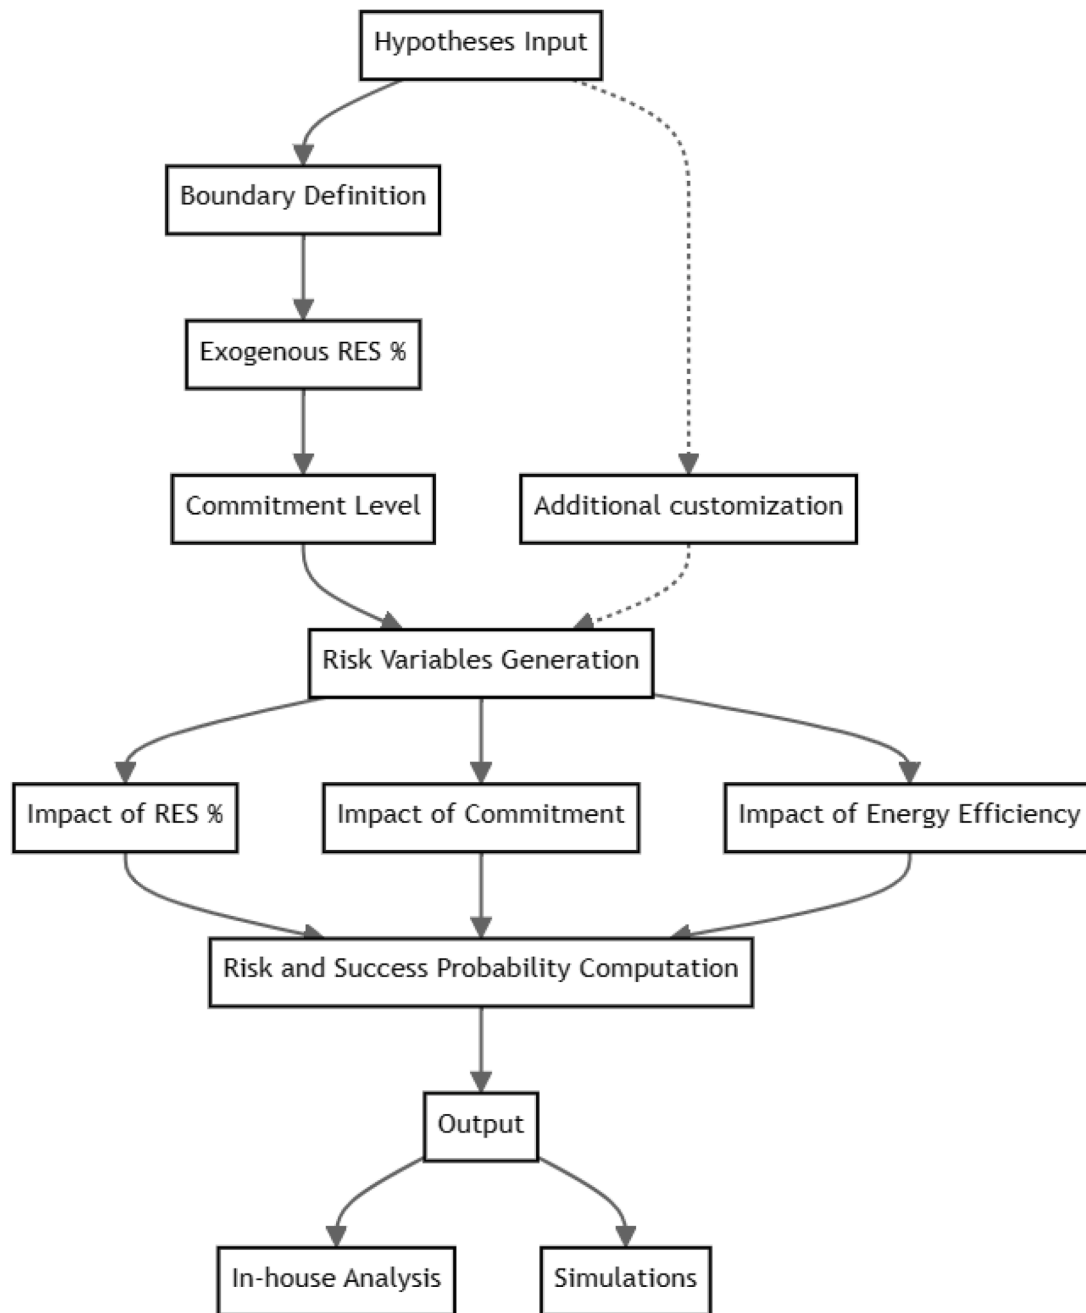 Hypotheses Input
Boundary Definition
Exogenous RES %
Commitment Level
Additional customization
Risk Variables Generation
Impact of RES %
Impact of Commitment
Impact of Energy Efficiency
Risk and Success Probability Computation
Output
In-house Analysis
Simulations